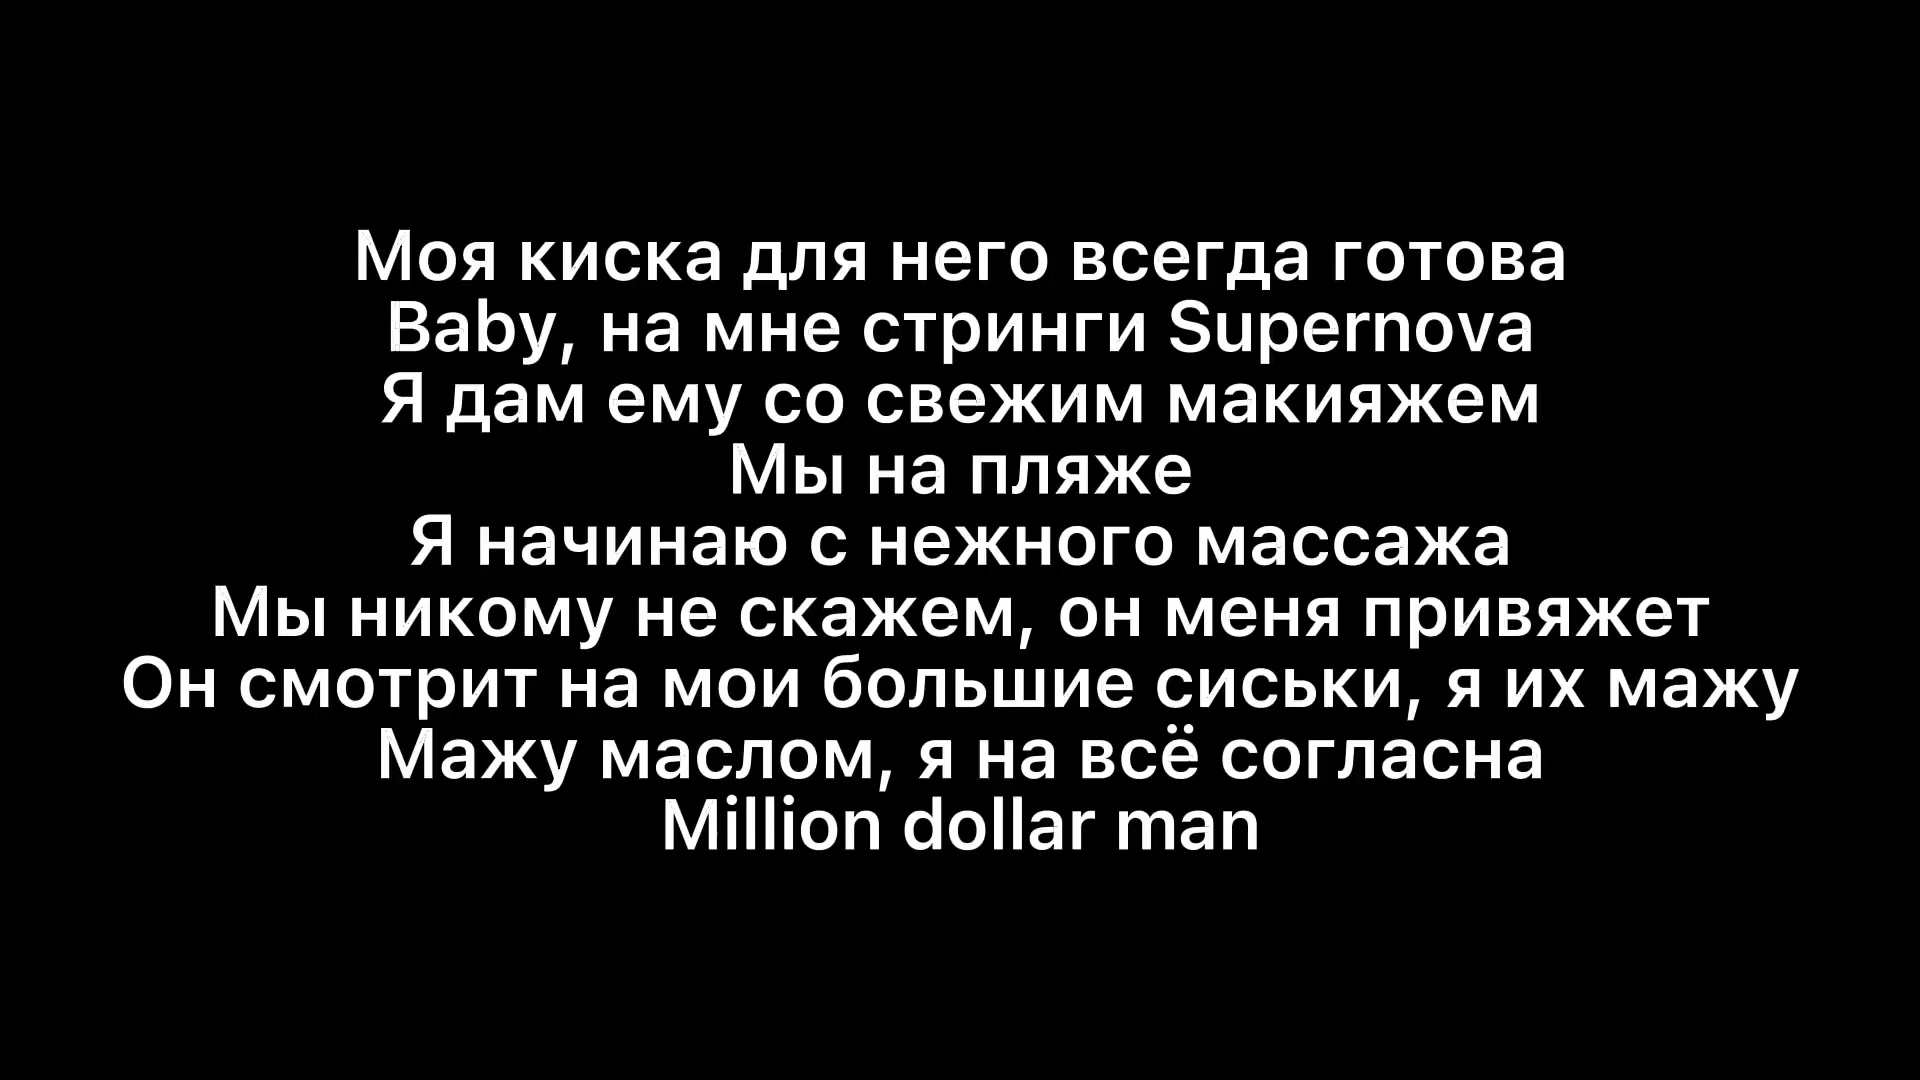 Моя киска для него всегда готова
Baby, на мне стринги Supernova
Я дам ему со свежим макияжем
Мы на пляже
Я начинаю с нежного массажа
Мы никому не скажем, он меня привяжет
Он смотрит на мои большие сиськи, я их мажу
Мажу маслом, я на всё согласна
Million dollar man